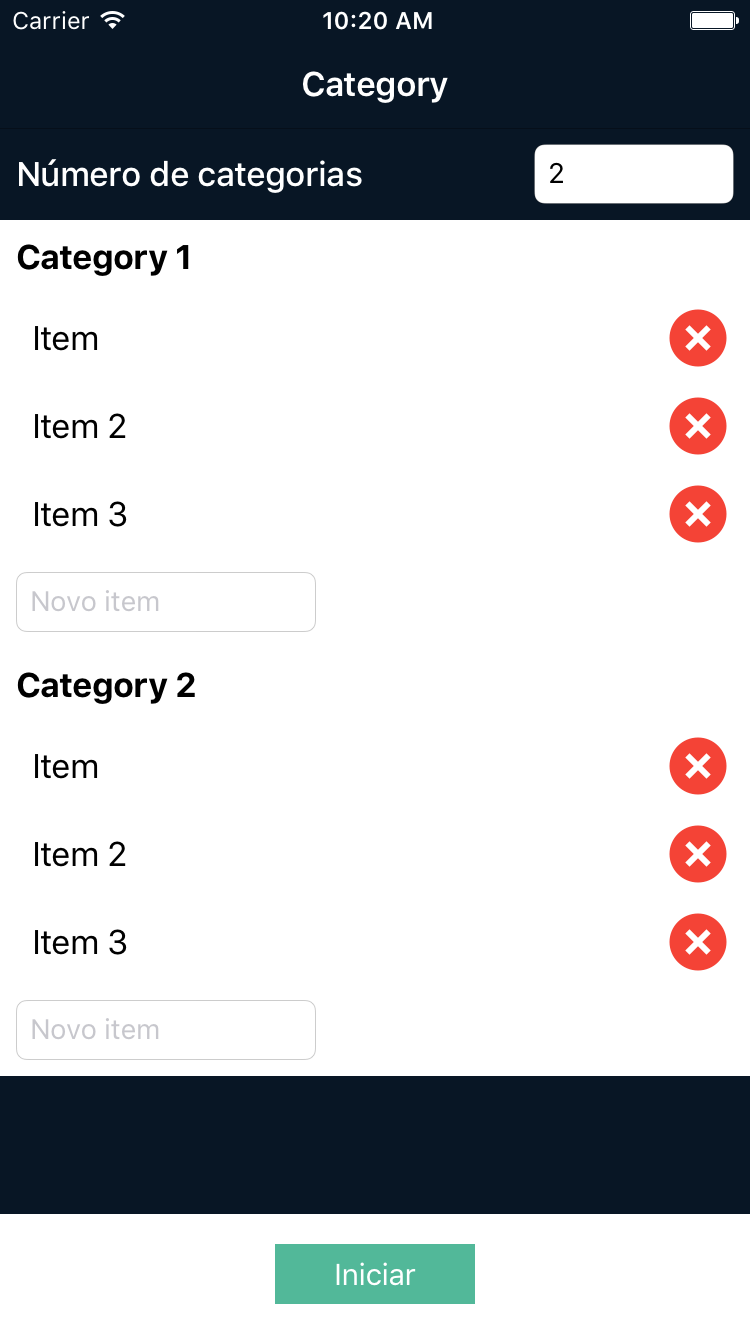 Carrier 10:20 AM
Category
Número de categorias 2
Category 1
Item
Item 2
Item 3
Novo item
Category 2
Item
Item 2
Item 3
Novo item
Iniciar